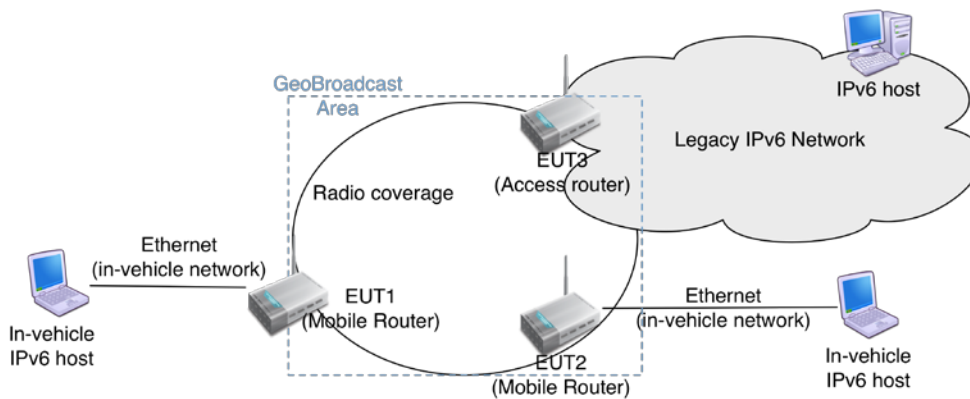 GeoBroadcast
Area
IPv6 host
EUT3
(Access router)
Legacy IPv6 Network
Radio coverage
Ethernet
(in-vehicle network)
EUT1
(Mobile Router)
In-vehicle
IPv6 host
EUT2
(Mobile Router)
Ethernet
(in-vehicle network)
In-vehicle
IPv6 host